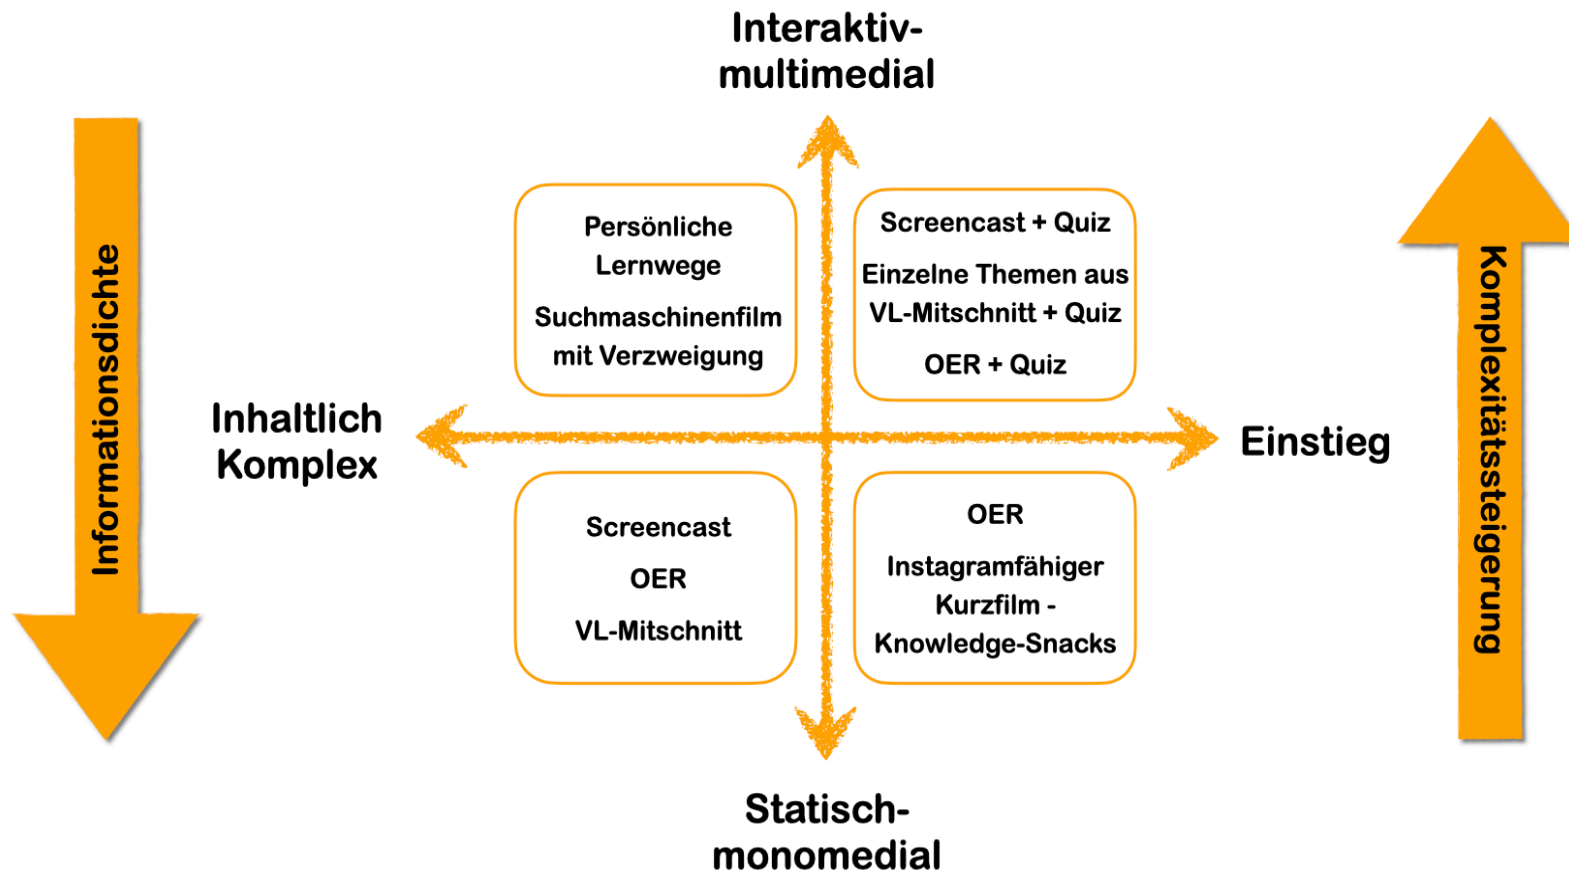 Interaktiv-
multimedial
Informationsdichte
Persönliche
Lernwege
Suchmaschinenfilm
mit Verzweigung
Screencast + Quiz
Einzelne Themen aus
VL-Mitschnitt + Quiz
OER + Quiz
Komplexitätssteigerung
Inhaltlich
Komplex
Einstieg
Screencast
OER
VL-Mitschnitt
OER
Instagramfähiger
Kurzfilm -
Knowledge-Snacks
Statisch-
monomedial